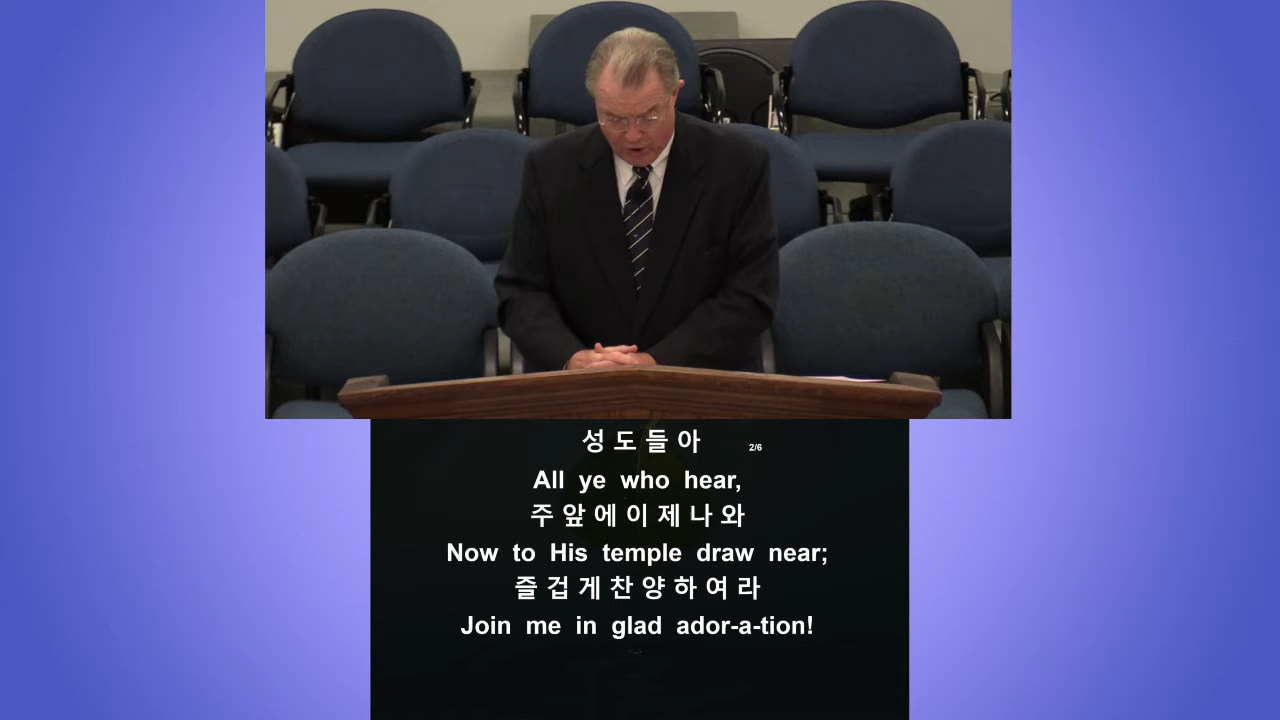 성 도 들 아
2/6
All ye who hear,
주 앞 에 이 제 나 와
Now to His temple draw near;
즐 겁 게 찬 양 하 여 라
Join me in glad ador-a-tion!